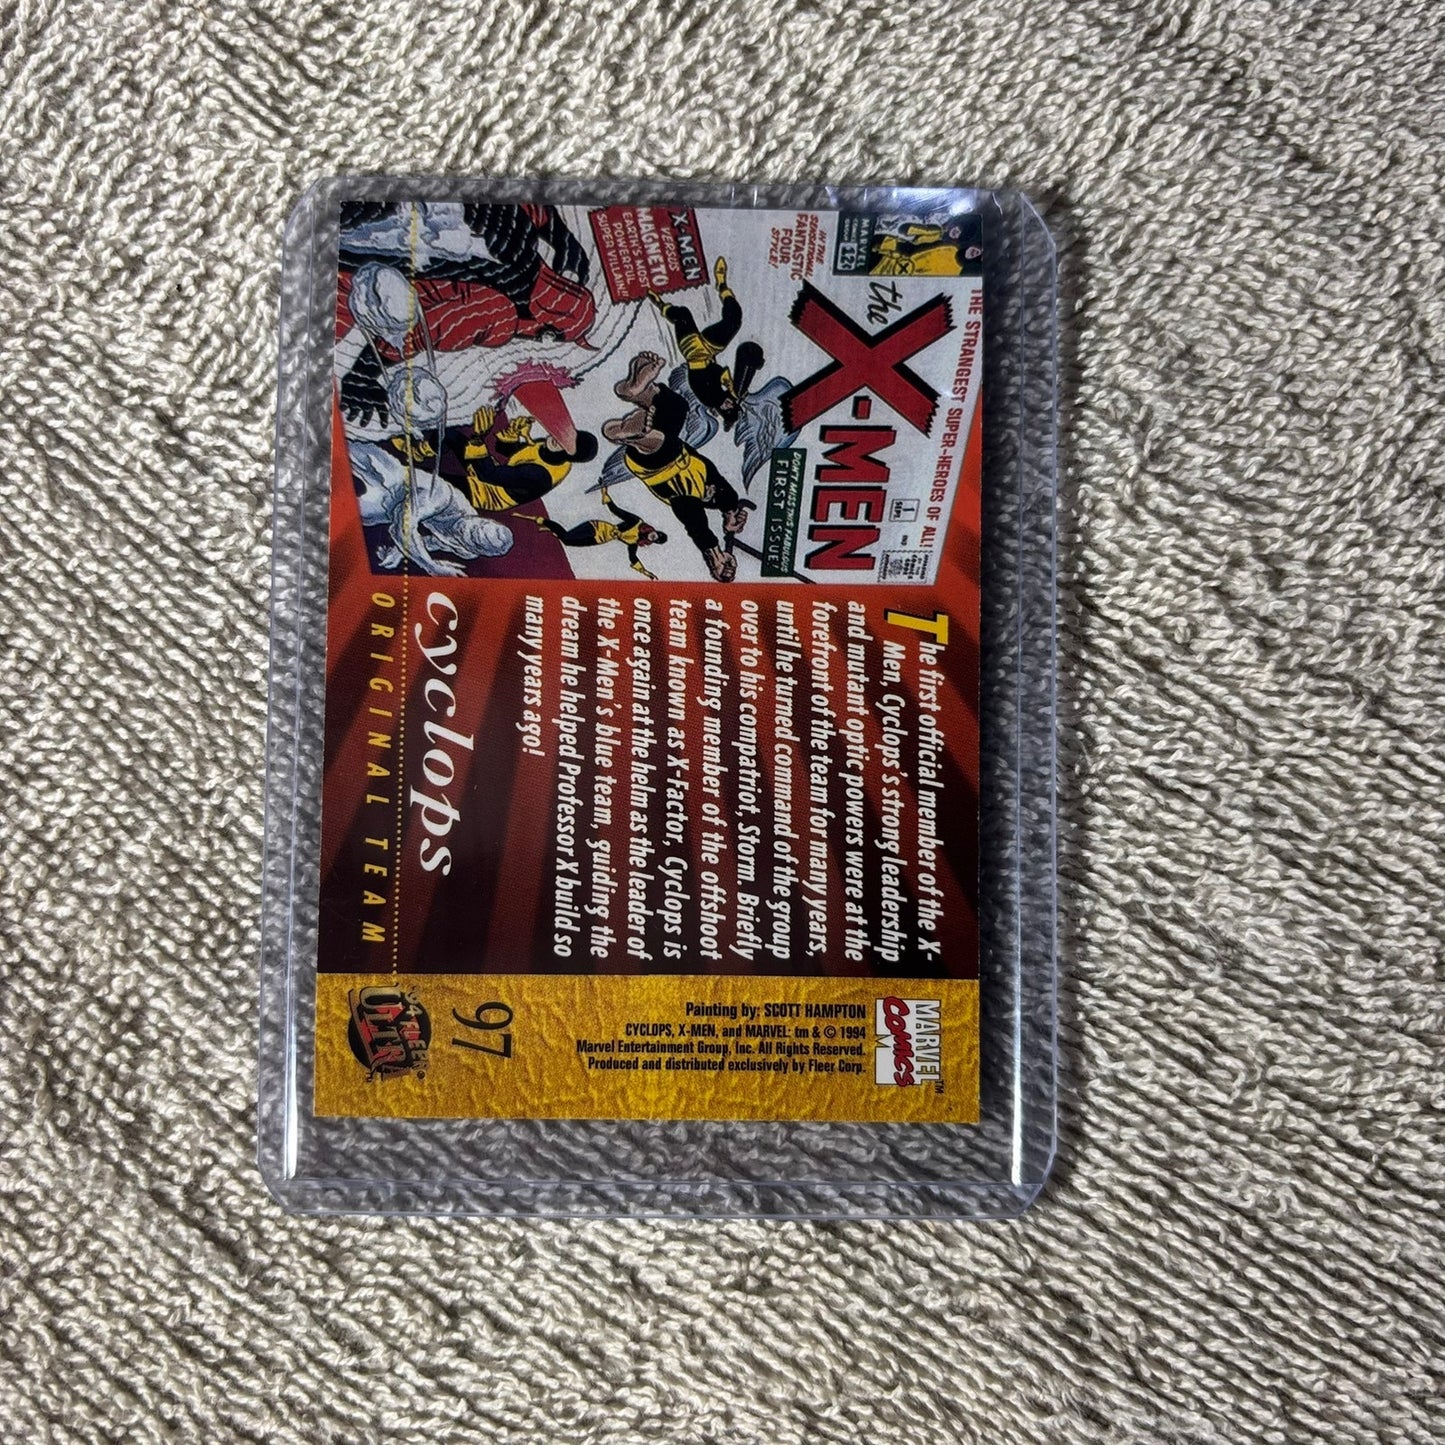 MARVEL
COMICS
GROUP
12¢
IN THE
SENSATIONAL
FANTASTIC
FOUR
STYLE!
X-MEN
VERSUS
MAGNETO
EARTH'S MOST
POWERFUL
SUPER VILLAIN!!
THE STRANGEST SUPER-HEROES OF ALL!
the
X-MEN
1
SEPT.
IND
DON'T MISS THIS FABULOUS
FIRST ISSUE!
The first official member of the X-
Men, Cyclops's strong leadership
and mutant optic powers were at the
forefront of the team for many years,
until he turned command of the group
over to his compatriot, Storm. Briefly
a founding member of the offshoot
team known as X-Factor, Cyclops is
once again at the helm as the leader of
the X-Men's blue team, guiding the
dream he helped Professor X build so
many years ago!
cyclops
ORIGINAL TEAM
MARVEL™
COMICS
Painting by: SCOTT HAMPTON
CYCLOPS, X-MEN, and MARVEL: tm & © 1994
Marvel Entertainment Group, Inc. All Rights Reserved.
Produced and distributed exclusively by Fleer Corp.
97
'94 FLEER
ULTRA®